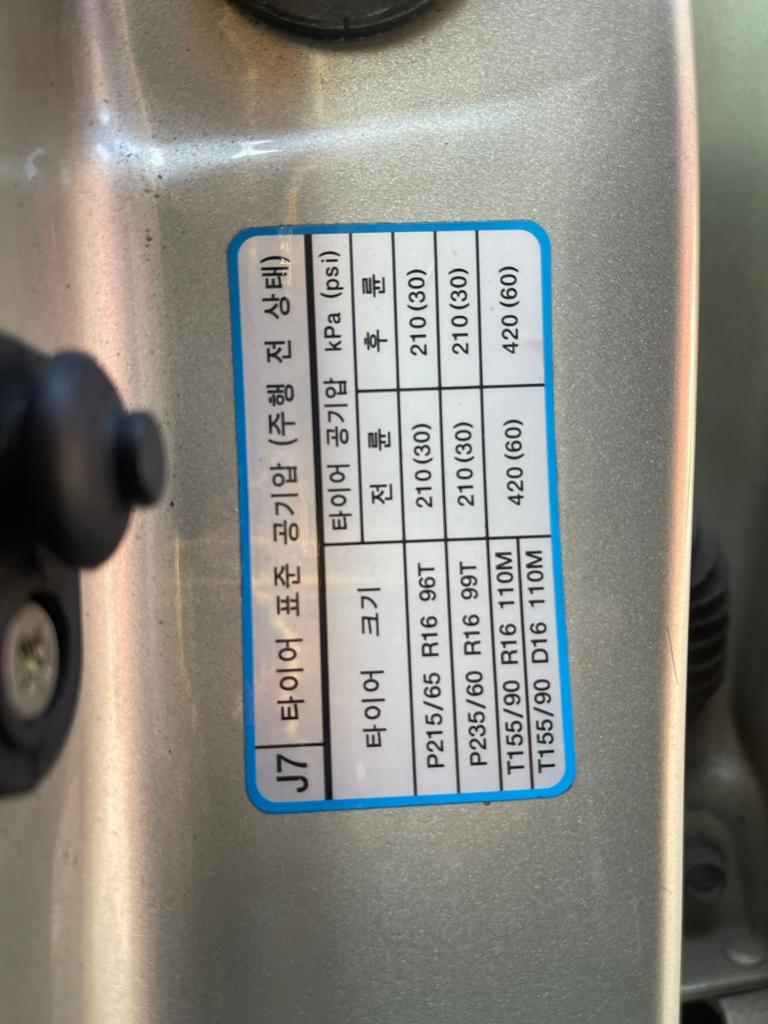 J7 타이어 표준 공기압 (주행 전 상태)
타이어 크기 타이어 공기압 kPa (psi)
전 륜 후 륜
P215/65 R16 96T 210(30) 210(30)
P235/60 R16 99T 210(30) 210(30)
T155/90 R16 110M 420(60) 420(60)
T155/90 D16 110M